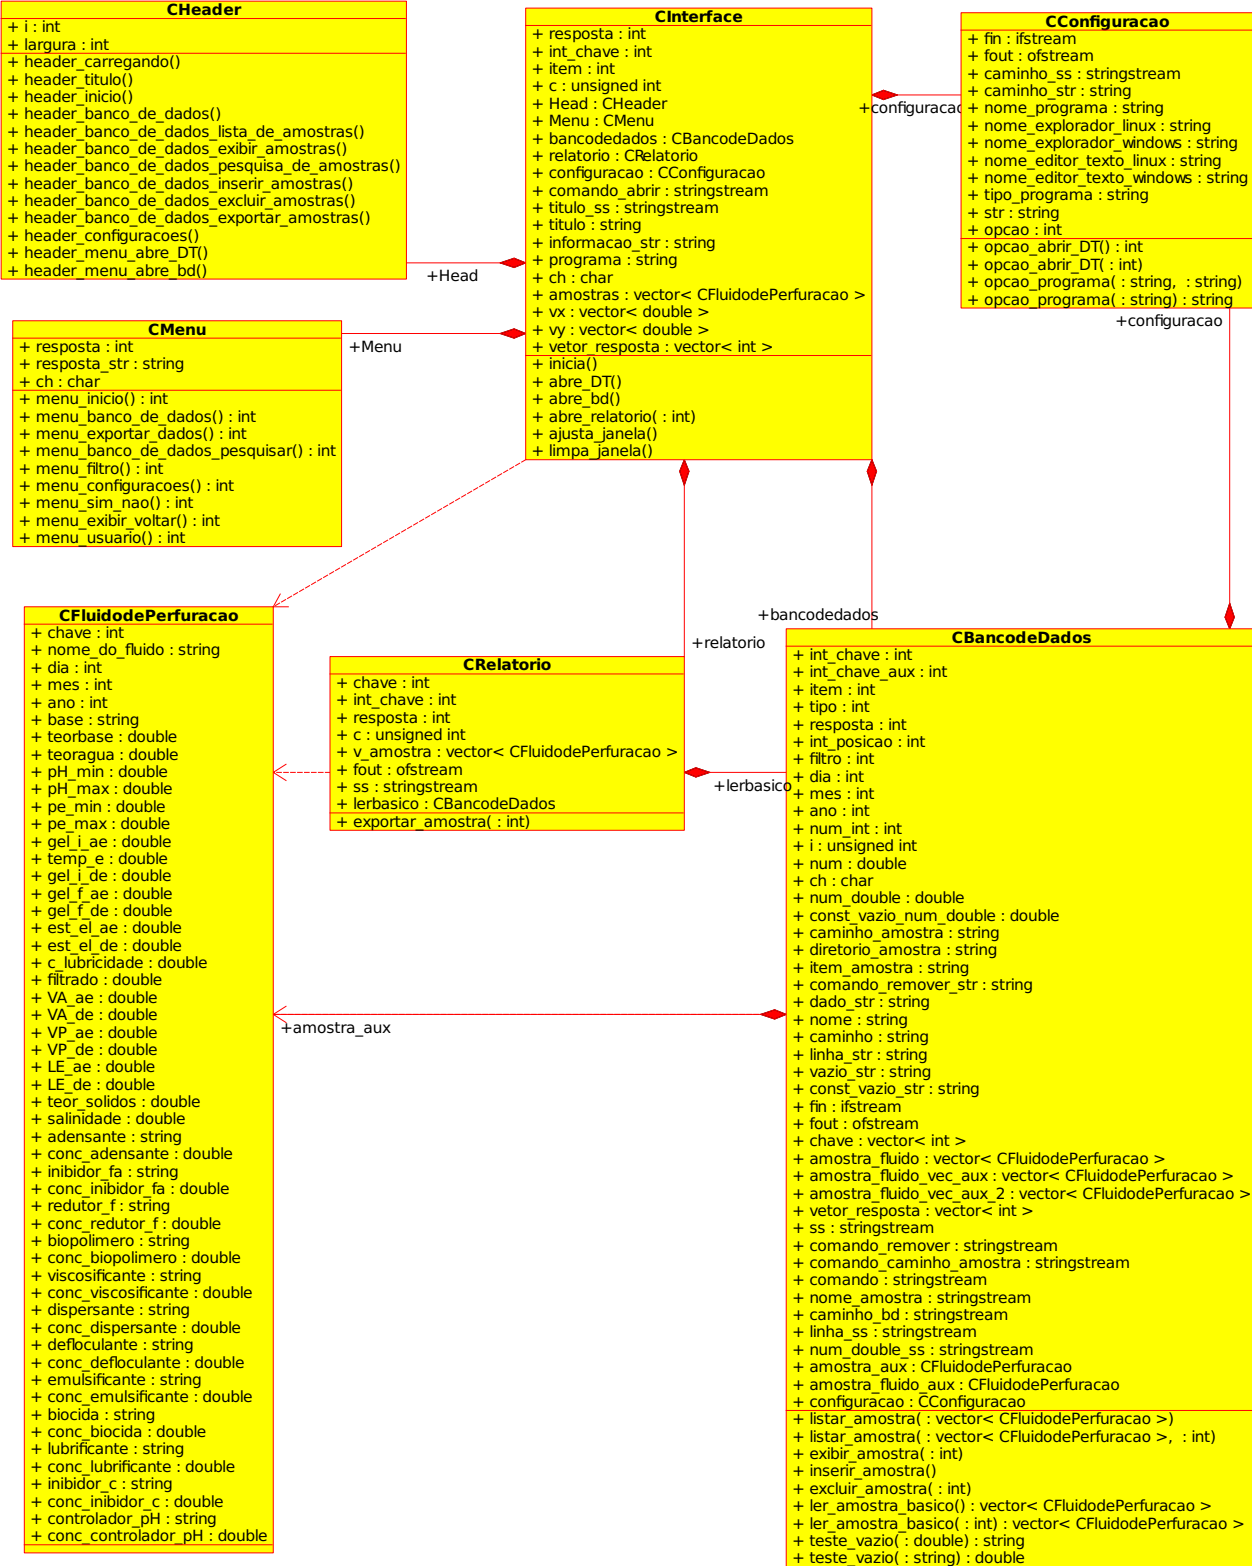 CHeader
+ i : int
+ largura : int
+ header_carregando()
+ header_titulo()
+ header_inicio()
+ header_banco_de_dados()
+ header_banco_de_dados_lista_de_amostras()
+ header_banco_de_dados_exibir_amostras()
+ header_banco_de_dados_pesquisa_de_amostras()
+ header_banco_de_dados_inserir_amostras()
+ header_banco_de_dados_excluir_amostras()
+ header_banco_de_dados_exportar_amostras()
+ header_configuracoes()
+ header_menu_abre_DT()
+ header_menu_abre_bd()
+Head
CInterface
+ resposta : int
+ int_chave : int
+ item : int
+ c : unsigned int
+ Head : CHeader
+ Menu : CMenu
+ bancodedados : CBancodeDados
+ relatorio : CRelatorio
+ configuracao : CConfiguracao
+ comando_abrir : stringstream
+ titulo_ss : stringstream
+ titulo : string
+ informacao_str : string
+ programa : string
+ ch : char
+ amostras : vector< CFluidodePerfuracao >
+ vx : vector< double >
+ vy : vector< double >
+ vetor_resposta : vector< int >
+ inicia()
+ abre_DT()
+ abre_bd()
+ abre_relatorio( : int)
+ ajusta_janela()
+ limpa_janela()
+configuracao
CConfiguracao
+ fin : ifstream
+ fout : ofstream
+ caminho_ss : stringstream
+ caminho_str : string
+ nome_programa : string
+ nome_explorador_linux : string
+ nome_explorador_windows : string
+ nome_editor_texto_linux : string
+ nome_editor_texto_windows : string
+ tipo_programa : string
+ str : string
+ opcao : int
+ opcao_abrir_DT() : int
+ opcao_abrir_DT( : int)
+ opcao_programa( : string,  : string)
+ opcao_programa( : string) : string
+configuracao
CMenu
+ resposta : int
+ resposta_str : string
+ ch : char
+ menu_inicio() : int
+ menu_banco_de_dados() : int
+ menu_exportar_dados() : int
+ menu_banco_de_dados_pesquisar() : int
+ menu_filtro() : int
+ menu_configuracoes() : int
+ menu_sim_nao() : int
+ menu_exibir_voltar() : int
+ menu_usuario() : int
+Menu
CFluidodePerfuracao
+ chave : int
+ nome_do_fluido : string
+ dia : int
+ mes : int
+ ano : int
+ base : string
+ teorbase : double
+ teoragua : double
+ pH_min : double
+ pH_max : double
+ pe_min : double
+ pe_max : double
+ gel_i_ae : double
+ temp_e : double
+ gel_i_de : double
+ gel_f_ae : double
+ gel_f_de : double
+ est_el_ae : double
+ est_el_de : double
+ c_lubricidade : double
+ filtrado : double
+ VA_ae : double
+ VA_de : double
+ VP_ae : double
+ VP_de : double
+ LE_ae : double
+ LE_de : double
+ teor_solidos : double
+ salinidade : double
+ adensante : string
+ conc_adensante : double
+ inibidor_fa : string
+ conc_inibidor_fa : double
+ redutor_f : string
+ conc_redutor_f : double
+ biopolimero : string
+ conc_biopolimero : double
+ viscosificante : string
+ conc_viscosificante : double
+ dispersante : string
+ conc_dispersante : double
+ defloculante : string
+ conc_defloculante : double
+ emulsificante : string
+ conc_emulsificante : double
+ biocida : string
+ conc_biocida : double
+ lubrificante : string
+ conc_lubrificante : double
+ inibidor_c : string
+ conc_inibidor_c : double
+ controlador_pH : string
+ conc_controlador_pH : double
+relatorio
CRelatorio
+ chave : int
+ int_chave : int
+ resposta : int
+ c : unsigned int
+ v_amostra : vector< CFluidodePerfuracao >
+ fout : ofstream
+ ss : stringstream
+ lerbasico : CBancodeDados
+ exportar_amostra( : int)
+lerbasico
+amostra_aux
+bancodedados
CBancodeDados
+ int_chave : int
+ int_chave_aux : int
+ item : int
+ tipo : int
+ resposta : int
+ int_posicao : int
+ filtro : int
+ dia : int
+ mes : int
+ ano : int
+ num_int : int
+ i : unsigned int
+ num : double
+ ch : char
+ num_double : double
+ const_vazio_num_double : double
+ caminho_amostra : string
+ diretorio_amostra : string
+ item_amostra : string
+ comando_remover_str : string
+ dado_str : string
+ nome : string
+ caminho : string
+ linha_str : string
+ vazio_str : string
+ const_vazio_str : string
+ fin : ifstream
+ fout : ofstream
+ chave : vector< int >
+ amostra_fluido : vector< CFluidodePerfuracao >
+ amostra_fluido_vec_aux : vector< CFluidodePerfuracao >
+ amostra_fluido_vec_aux_2 : vector< CFluidodePerfuracao >
+ vetor_resposta : vector< int >
+ ss : stringstream
+ comando_remover : stringstream
+ comando_caminho_amostra : stringstream
+ comando : stringstream
+ nome_amostra : stringstream
+ caminho_bd : stringstream
+ linha_ss : stringstream
+ num_double_ss : stringstream
+ amostra_aux : CFluidodePerfuracao
+ amostra_fluido_aux : CFluidodePerfuracao
+ configuracao : CConfiguracao
+ listar_amostra( : vector< CFluidodePerfuracao >)
+ listar_amostra( : vector< CFluidodePerfuracao >,  : int)
+ exibir_amostra( : int)
+ inserir_amostra()
+ excluir_amostra( : int)
+ ler_amostra_basico() : vector< CFluidodePerfuracao >
+ ler_amostra_basico( : int) : vector< CFluidodePerfuracao >
+ teste_vazio( : double) : string
+ teste_vazio( : string) : double